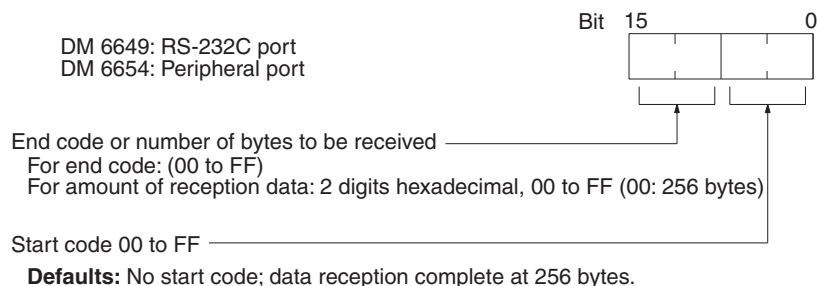 Bit 15 0
DM 6649: RS-232C port
DM 6654: Peripheral port
End code or number of bytes to be received
For end code: (00 to FF)
For amount of reception data: 2 digits hexadecimal, 00 to FF (00: 256 bytes)
Start code 00 to FF
Defaults: No start code; data reception complete at 256 bytes.